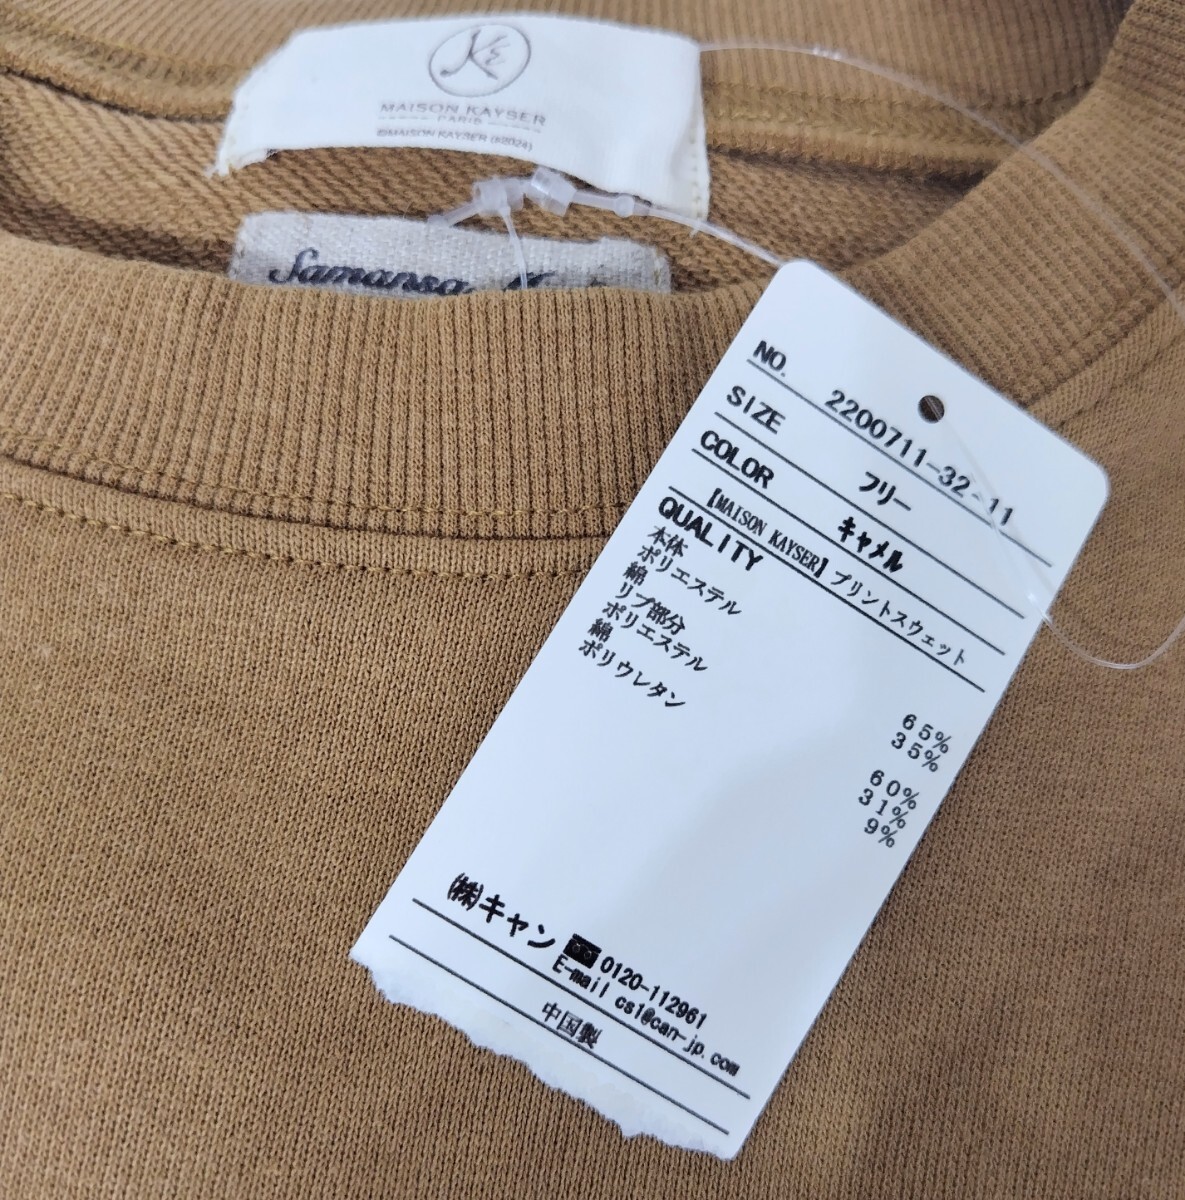 Kr
MAISON KAYSER
PARIS
©MAISON KAYSER (s2024)
Samansa
NO. 2200711-32-11
SIZE フリー
COLOR キャメル
【MAISON KAYSER】プリントスウェット
QUALITY
本体
ポリエステル 65%
綿 35%
リブ部分
ポリエステル 60%
綿 31%
ポリウレタン 9%
㈱キャン 0120-112961
E-mail cs1@can-jp.com
中国製